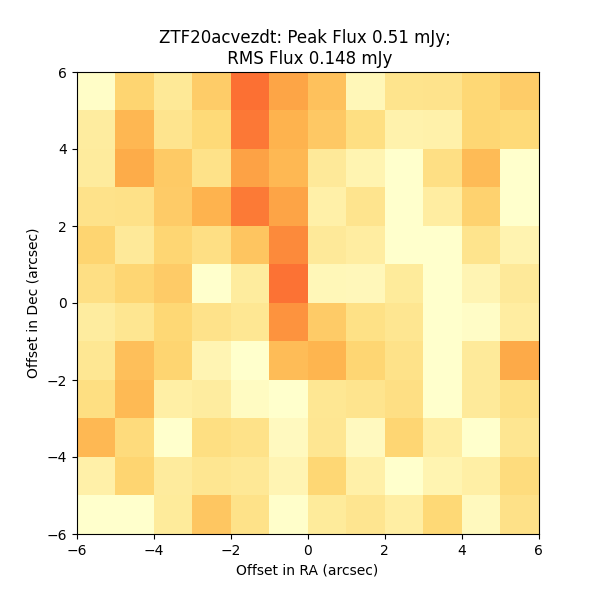 ZTF20acvezdt: Peak Flux 0.51 mJy;
RMS Flux 0.148 mJy
6
4
2
0
−2
−4
−6
Offset in Dec (arcsec)
−6 −4 −2 0 2 4 6
Offset in RA (arcsec)